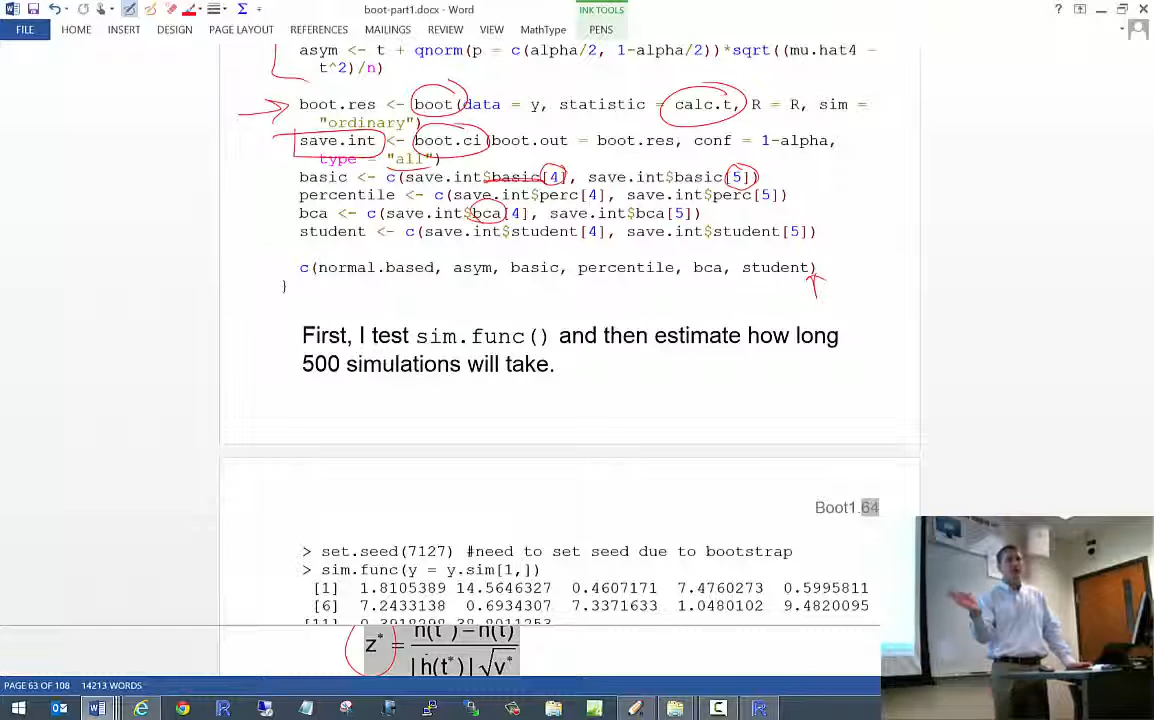 boot-part1.docx - Word
INK TOOLS
FILE HOME INSERT DESIGN PAGE LAYOUT REFERENCES MAILINGS REVIEW VIEW MathType PENS
asym <- t + qnorm(p = c(alpha/2, 1-alpha/2))*sqrt((mu.hat4 -
t^2)/n)
boot.res <- boot(data = y, statistic = calc.t, R = R, sim =
"ordinary")
save.int <- boot.ci(boot.out = boot.res, conf = 1-alpha,
type = "all")
basic <- c(save.int$basic[4], save.int$basic[5])
percentile <- c(save.int$perc[4], save.int$perc[5])
bca <- c(save.int$bca[4], save.int$bca[5])
student <- c(save.int$student[4], save.int$student[5])
c(normal.based, asym, basic, percentile, bca, student)
}
First, I test sim.func() and then estimate how long
500 simulations will take.
Boot1.64
> set.seed(7127) #need to set seed due to bootstrap
> sim.func(y = y.sim[1,])
[1] 1.8105389 14.5646327 0.4607171 7.4760273 0.5995811
[6] 7.2433138 0.6934307 7.3371633 1.0480102 9.4820095
[11] 0.3918298 38.8011253
z* = h(t*) – h(t)
|h(t*)|√v*
PAGE 63 OF 108 14213 WORDS